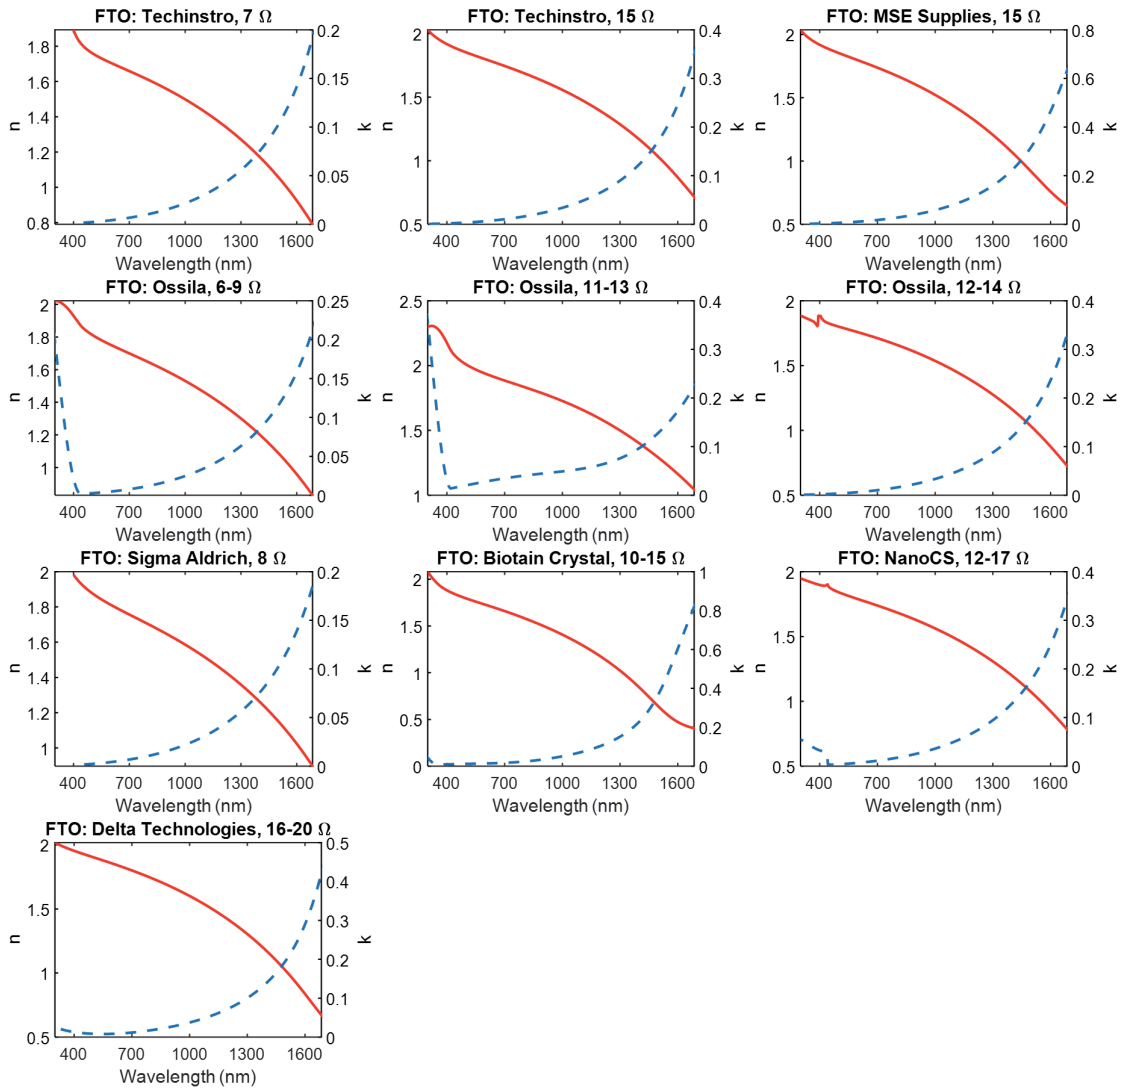 FTO: Techinstro, 7 Ω
n
1.8
1.6
1.4
1.2
1
0.8
0.2
0.15
0.1
0.05
0
k
400 700 1000 1300 1600
Wavelength (nm)
FTO: Techinstro, 15 Ω
n
2
1.5
1
0.5
0.4
0.3
0.2
0.1
0
k
400 700 1000 1300 1600
Wavelength (nm)
FTO: MSE Supplies, 15 Ω
n
2
1.5
1
0.5
0.8
0.6
0.4
0.2
0
k
400 700 1000 1300 1600
Wavelength (nm)
FTO: Ossila, 6-9 Ω
n
2
1.8
1.6
1.4
1.2
1
0.25
0.2
0.15
0.1
0.05
0
k
400 700 1000 1300 1600
Wavelength (nm)
FTO: Ossila, 11-13 Ω
n
2.5
2
1.5
1
0.4
0.3
0.2
0.1
0
k
400 700 1000 1300 1600
Wavelength (nm)
FTO: Ossila, 12-14 Ω
n
2
1.5
1
0.5
0.4
0.3
0.2
0.1
0
k
400 700 1000 1300 1600
Wavelength (nm)
FTO: Sigma Aldrich, 8 Ω
n
2
1.8
1.6
1.4
1.2
1
0.2
0.15
0.1
0.05
0
k
400 700 1000 1300 1600
Wavelength (nm)
FTO: Biotain Crystal, 10-15 Ω
n
2
1.5
1
0.5
0
1
0.8
0.6
0.4
0.2
0
k
400 700 1000 1300 1600
Wavelength (nm)
FTO: NanoCS, 12-17 Ω
n
2
1.5
1
0.5
0.4
0.3
0.2
0.1
0
k
400 700 1000 1300 1600
Wavelength (nm)
FTO: Delta Technologies, 16-20 Ω
n
2
1.5
1
0.5
0.5
0.4
0.3
0.2
0.1
0
k
400 700 1000 1300 1600
Wavelength (nm)